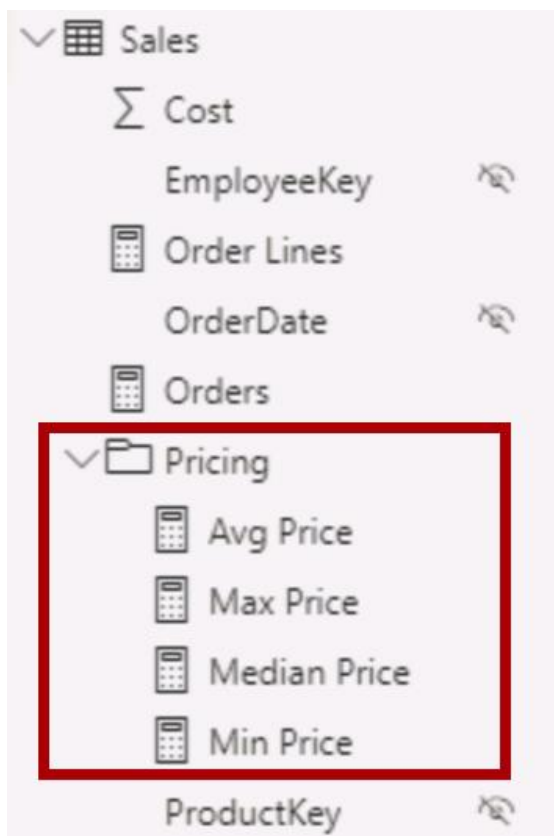 Sales
Cost
EmployeeKey
Order Lines
OrderDate
Orders
Pricing
Avg Price
Max Price
Median Price
Min Price
ProductKey